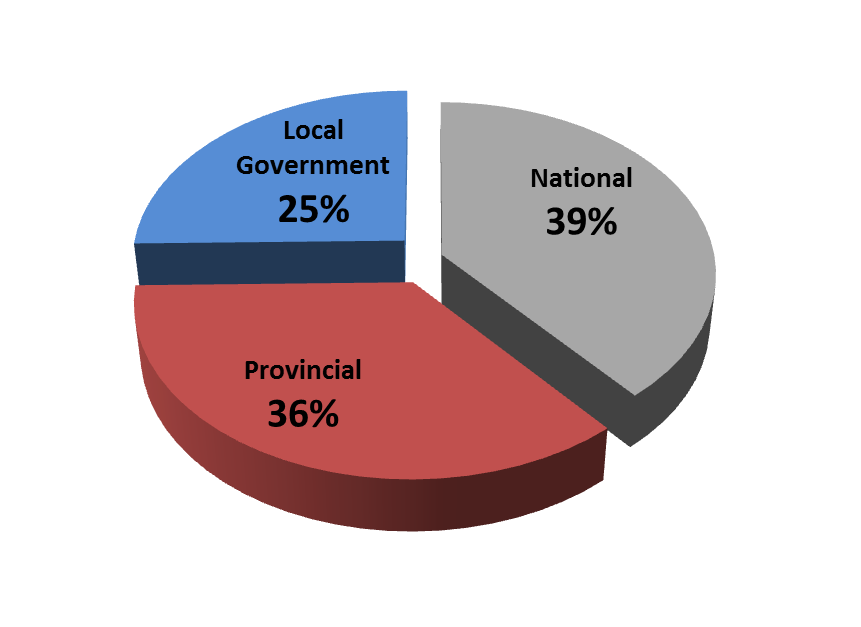 Local
Government
25%
National
39%
Provincial
36%